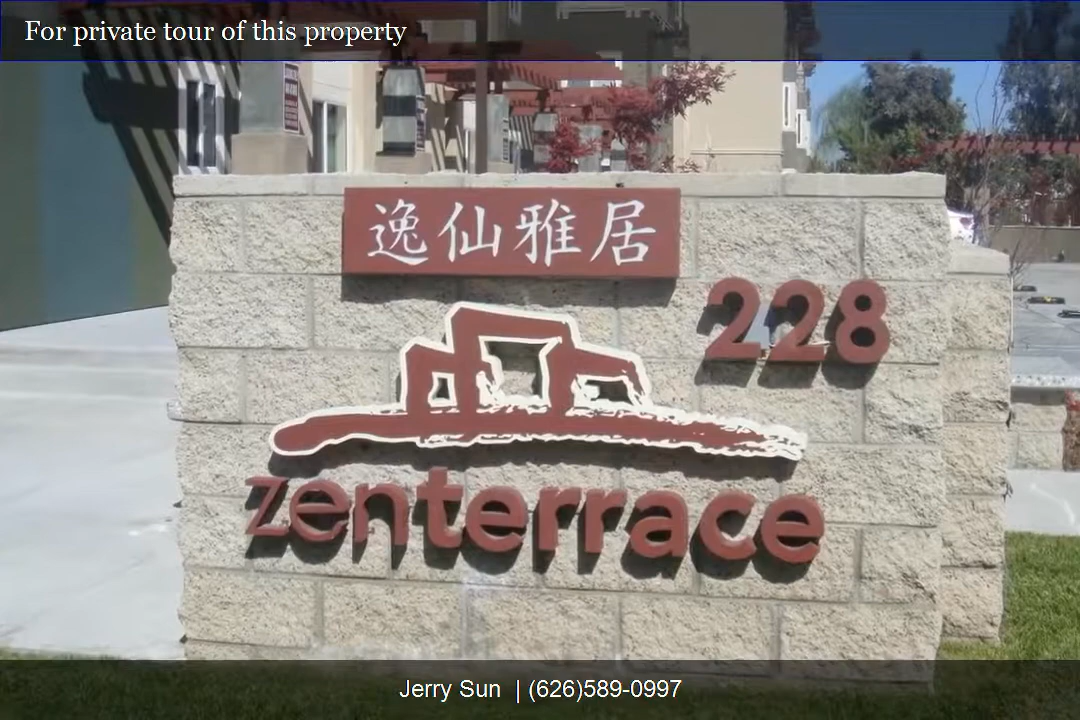 For private tour of this property
逸仙雅居
228
zenterrace
Jerry Sun | (626)589-0997